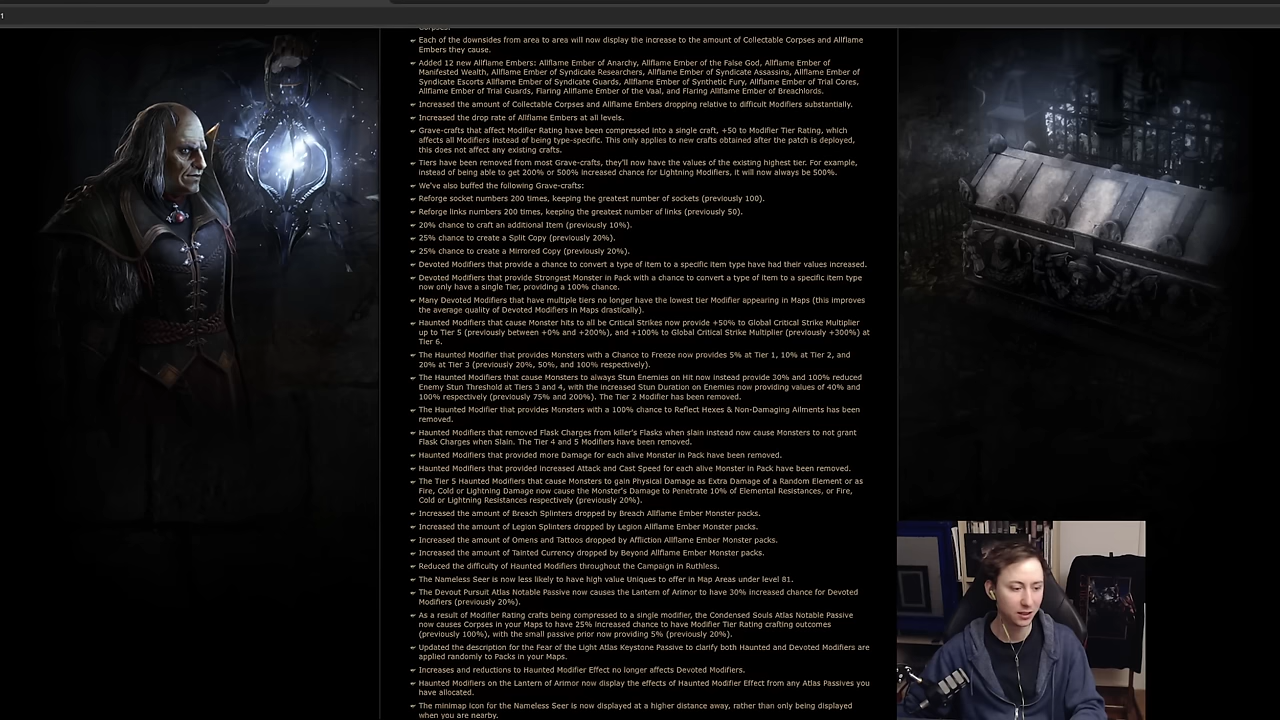 1
Corpses.
Each of the downsides from area to area will now display the increase to the amount of Collectable Corpses and Allflame
Embers they cause.
Added 12 new Allflame Embers: Allflame Ember of Anarchy, Allflame Ember of the False God, Allflame Ember of
Manifested Wealth, Allflame Ember of Syndicate Researchers, Allflame Ember of Syndicate Assassins, Allflame Ember of
Syndicate Escorts Allflame Ember of Syndicate Guards, Allflame Ember of Synthetic Fury, Allflame Ember of Trial Cores,
Allflame Ember of Trial Guards, Flaring Allflame Ember of the Vaal, and Flaring Allflame Ember of Breachlords.
Increased the amount of Collectable Corpses and Allflame Embers dropping relative to difficult Modifiers substantially.
Increased the drop rate of Allflame Embers at all levels.
Grave-crafts that affect Modifier Rating have been compressed into a single craft, +50 to Modifier Tier Rating, which
affects all Modifiers instead of being type-specific. This only applies to new crafts obtained after the patch is deployed,
this does not affect any existing crafts.
Tiers have been removed from most Grave-crafts, they'll now have the values of the existing highest tier. For example,
instead of being able to get 200% or 500% increased chance for Lightning Modifiers, it will now always be 500%.
We've also buffed the following Grave-crafts:
Reforge socket numbers 200 times, keeping the greatest number of sockets (previously 100).
Reforge links numbers 200 times, keeping the greatest number of links (previously 50).
20% chance to craft an additional Item (previously 10%).
25% chance to create a Split Copy (previously 20%).
25% chance to create a Mirrored Copy (previously 20%).
Devoted Modifiers that provide a chance to convert a type of item to a specific item type have had their values increased.
Devoted Modifiers that provide Strongest Monster in Pack with a chance to convert a type of item to a specific item type
now only have a single Tier, providing a 100% chance.
Many Devoted Modifiers that have multiple tiers no longer have the lowest tier Modifier appearing in Maps (this improves
the average quality of Devoted Modifiers in Maps drastically).
Haunted Modifiers that cause Monster hits to all be Critical Strikes now provide +50% to Global Critical Strike Multiplier
up to Tier 5 (previously between +0% and +200%), and +100% to Global Critical Strike Multiplier (previously +300%) at
Tier 6.
The Haunted Modifier that provides Monsters with a Chance to Freeze now provides 5% at Tier 1, 10% at Tier 2, and
20% at Tier 3 (previously 20%, 50%, and 100% respectively).
The Haunted Modifiers that cause Monsters to always Stun Enemies on Hit now instead provide 30% and 100% reduced
Enemy Stun Threshold at Tiers 3 and 4, with the increased Stun Duration on Enemies now providing values of 40% and
100% respectively (previously 75% and 200%). The Tier 2 Modifier has been removed.
The Haunted Modifier that provides Monsters with a 100% chance to Reflect Hexes & Non-Damaging Ailments has been
removed.
Haunted Modifiers that removed Flask Charges from killer's Flasks when slain instead now cause Monsters to not grant
Flask Charges when Slain. The Tier 4 and 5 Modifiers have been removed.
Haunted Modifiers that provided more Damage for each alive Monster in Pack have been removed.
Haunted Modifiers that provided increased Attack and Cast Speed for each alive Monster in Pack have been removed.
The Tier 5 Haunted Modifiers that cause Monsters to gain Physical Damage as Extra Damage of a Random Element or as
Fire, Cold or Lightning Damage now cause the Monster's Damage to Penetrate 10% of Elemental Resistances, or Fire,
Cold or Lightning Resistances respectively (previously 20%).
Increased the amount of Breach Splinters dropped by Breach Allflame Ember Monster packs.
Increased the amount of Legion Splinters dropped by Legion Allflame Ember Monster packs.
Increased the amount of Omens and Tattoos dropped by Affliction Allflame Ember Monster packs.
Increased the amount of Tainted Currency dropped by Beyond Allflame Ember Monster packs.
Reduced the difficulty of Haunted Modifiers throughout the Campaign in Ruthless.
The Nameless Seer is now less likely to have high value Uniques to offer in Map Areas under level 81.
The Devout Pursuit Atlas Notable Passive now causes the Lantern of Arimor to have 30% increased chance for Devoted
Modifiers (previously 20%).
As a result of Modifier Rating crafts being compressed to a single modifier, the Condensed Souls Atlas Notable Passive
now causes Corpses in your Maps to have 25% increased chance to have Modifier Tier Rating crafting outcomes
(previously 100%), with the small passive prior now providing 5% (previously 20%).
Updated the description for the Fear of the Light Atlas Keystone Passive to clarify both Haunted and Devoted Modifiers are
applied randomly to Packs in your Maps.
Increases and reductions to Haunted Modifier Effect no longer affects Devoted Modifiers.
Haunted Modifiers on the Lantern of Arimor now display the effects of Haunted Modifier Effect from any Atlas Passives you
have allocated.
The minimap icon for the Nameless Seer is now displayed at a higher distance away, rather than only being displayed
when you are nearby.